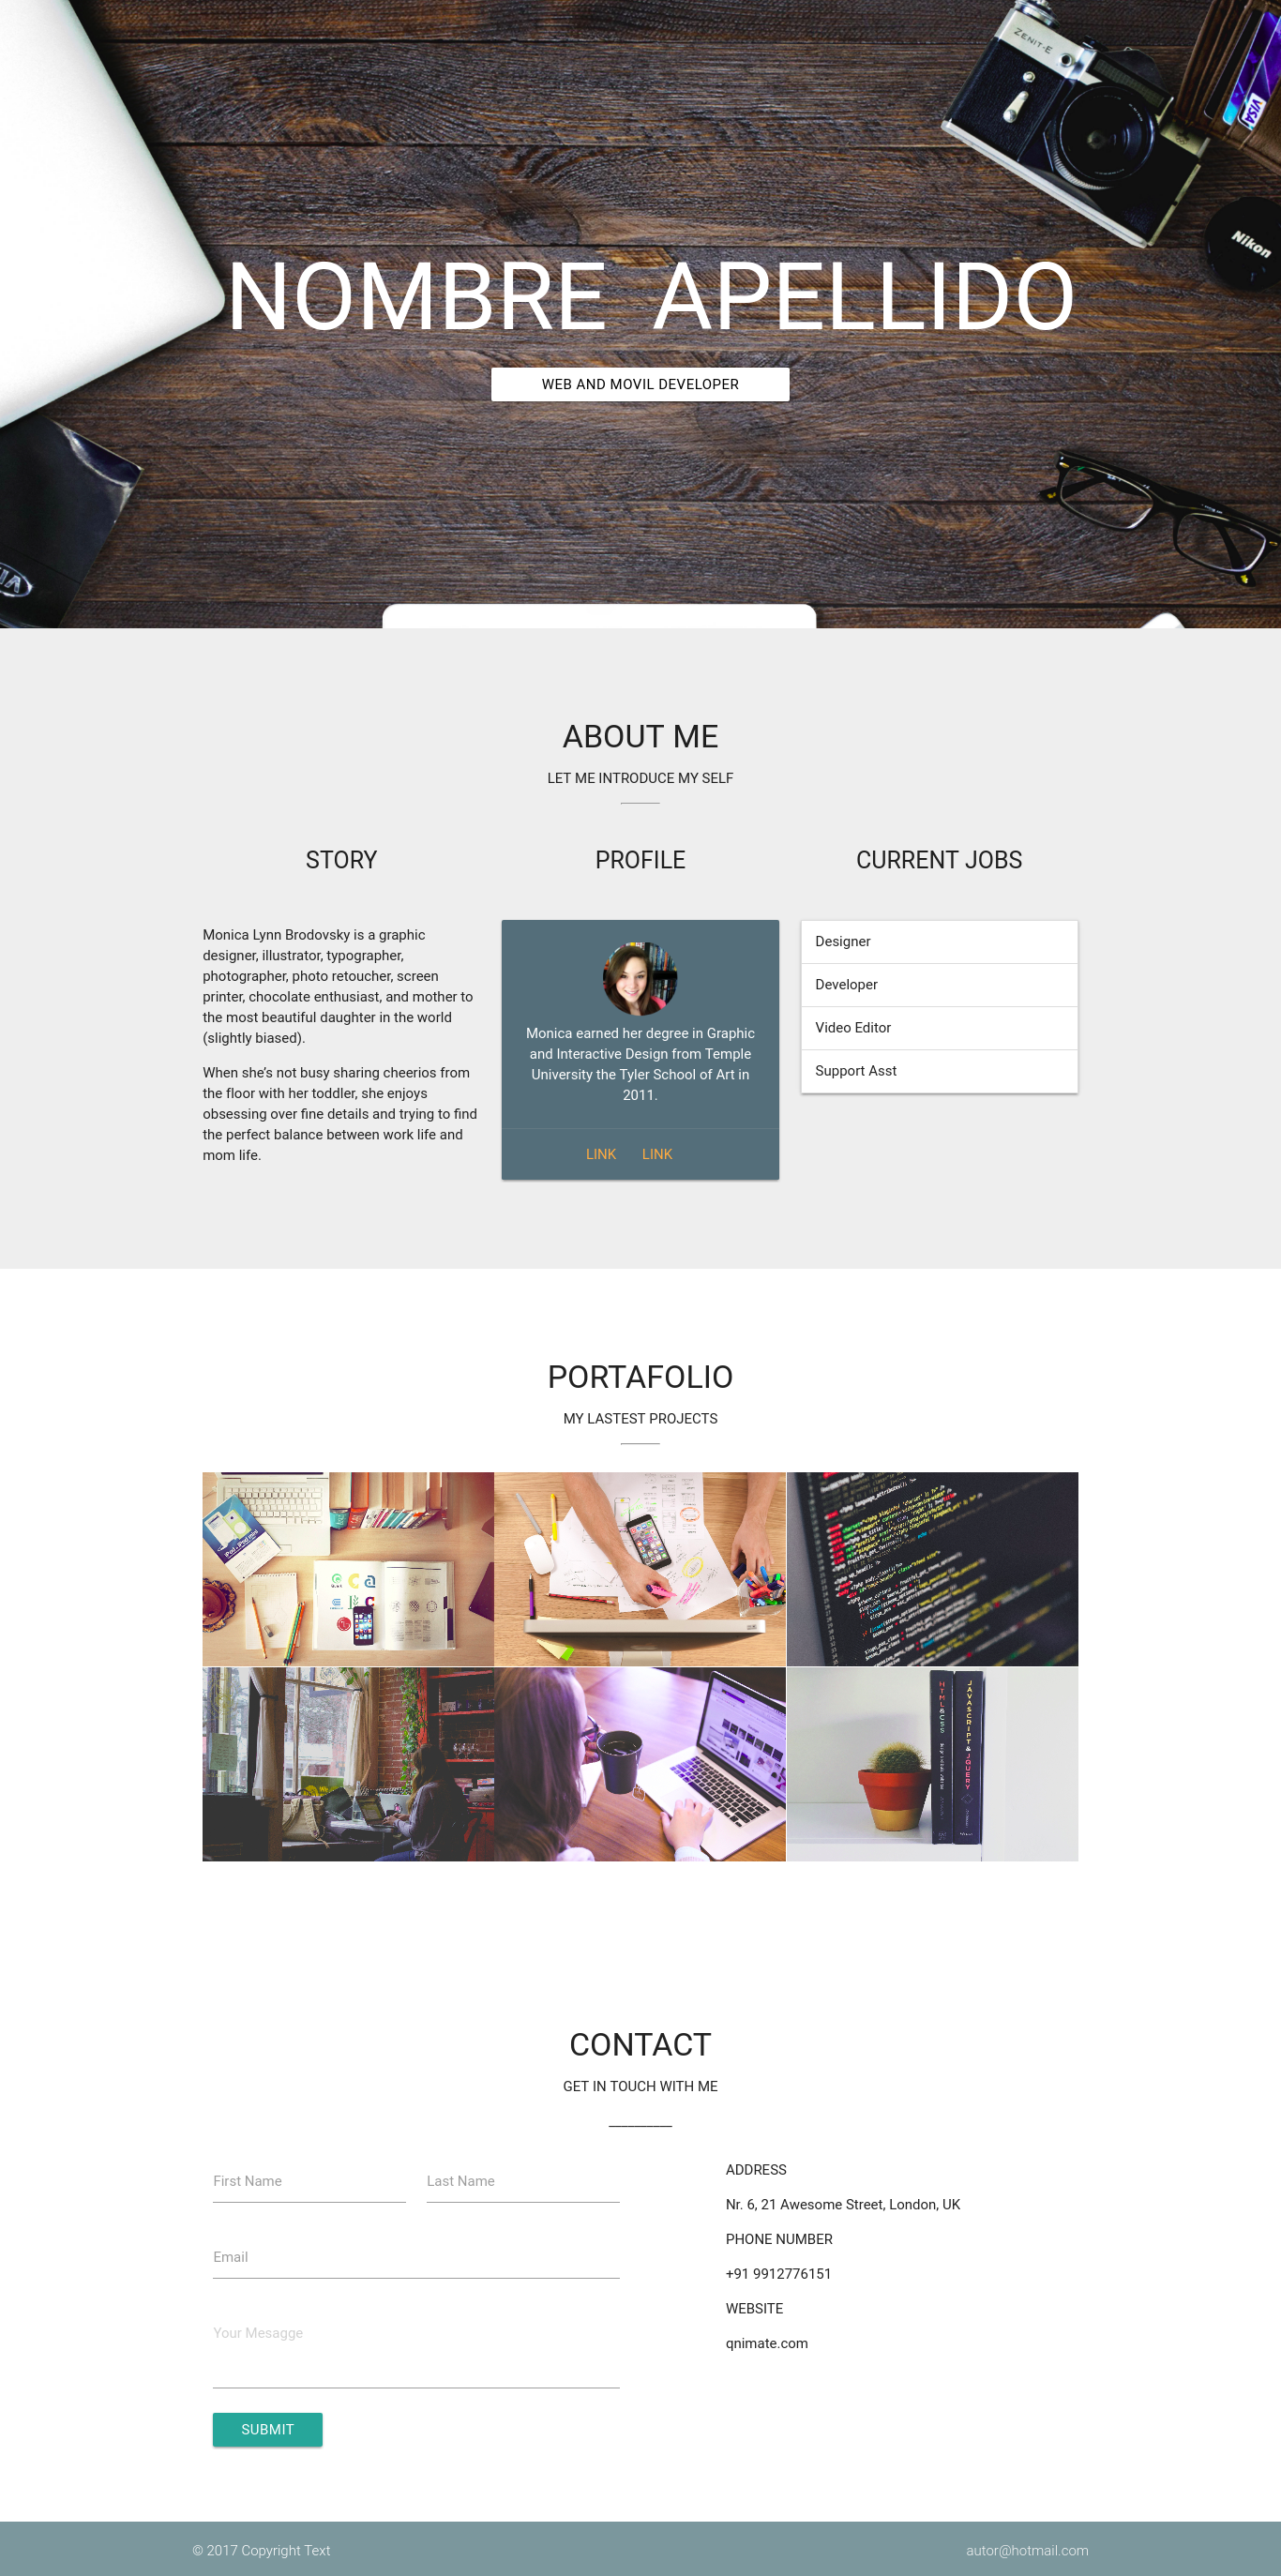 ZENIT-E
VISA
Nikon
NOMBRE APELLIDO
WEB AND MOVIL DEVELOPER
ABOUT ME
LET ME INTRODUCE MY SELF
STORY
Monica Lynn Brodovsky is a graphic
designer, illustrator, typographer,
photographer, photo retoucher, screen
printer, chocolate enthusiast, and mother to
the most beautiful daughter in the world
(slightly biased).
When she’s not busy sharing cheerios from
the floor with her toddler, she enjoys
obsessing over fine details and trying to find
the perfect balance between work life and
mom life.
PROFILE
Monica earned her degree in Graphic
and Interactive Design from Temple
University the Tyler School of Art in
2011.
LINK LINK
CURRENT JOBS
Designer
Developer
Video Editor
Support Asst
PORTAFOLIO
MY LASTEST PROJECTS
HTML&CSS
JAVASCRIPT & JQUERY
CONTACT
GET IN TOUCH WITH ME
First Name Last Name
Email
Your Mesagge
SUBMIT
ADDRESS
Nr. 6, 21 Awesome Street, London, UK
PHONE NUMBER
+91 9912776151
WEBSITE
qnimate.com
© 2017 Copyright Text autor@hotmail.com